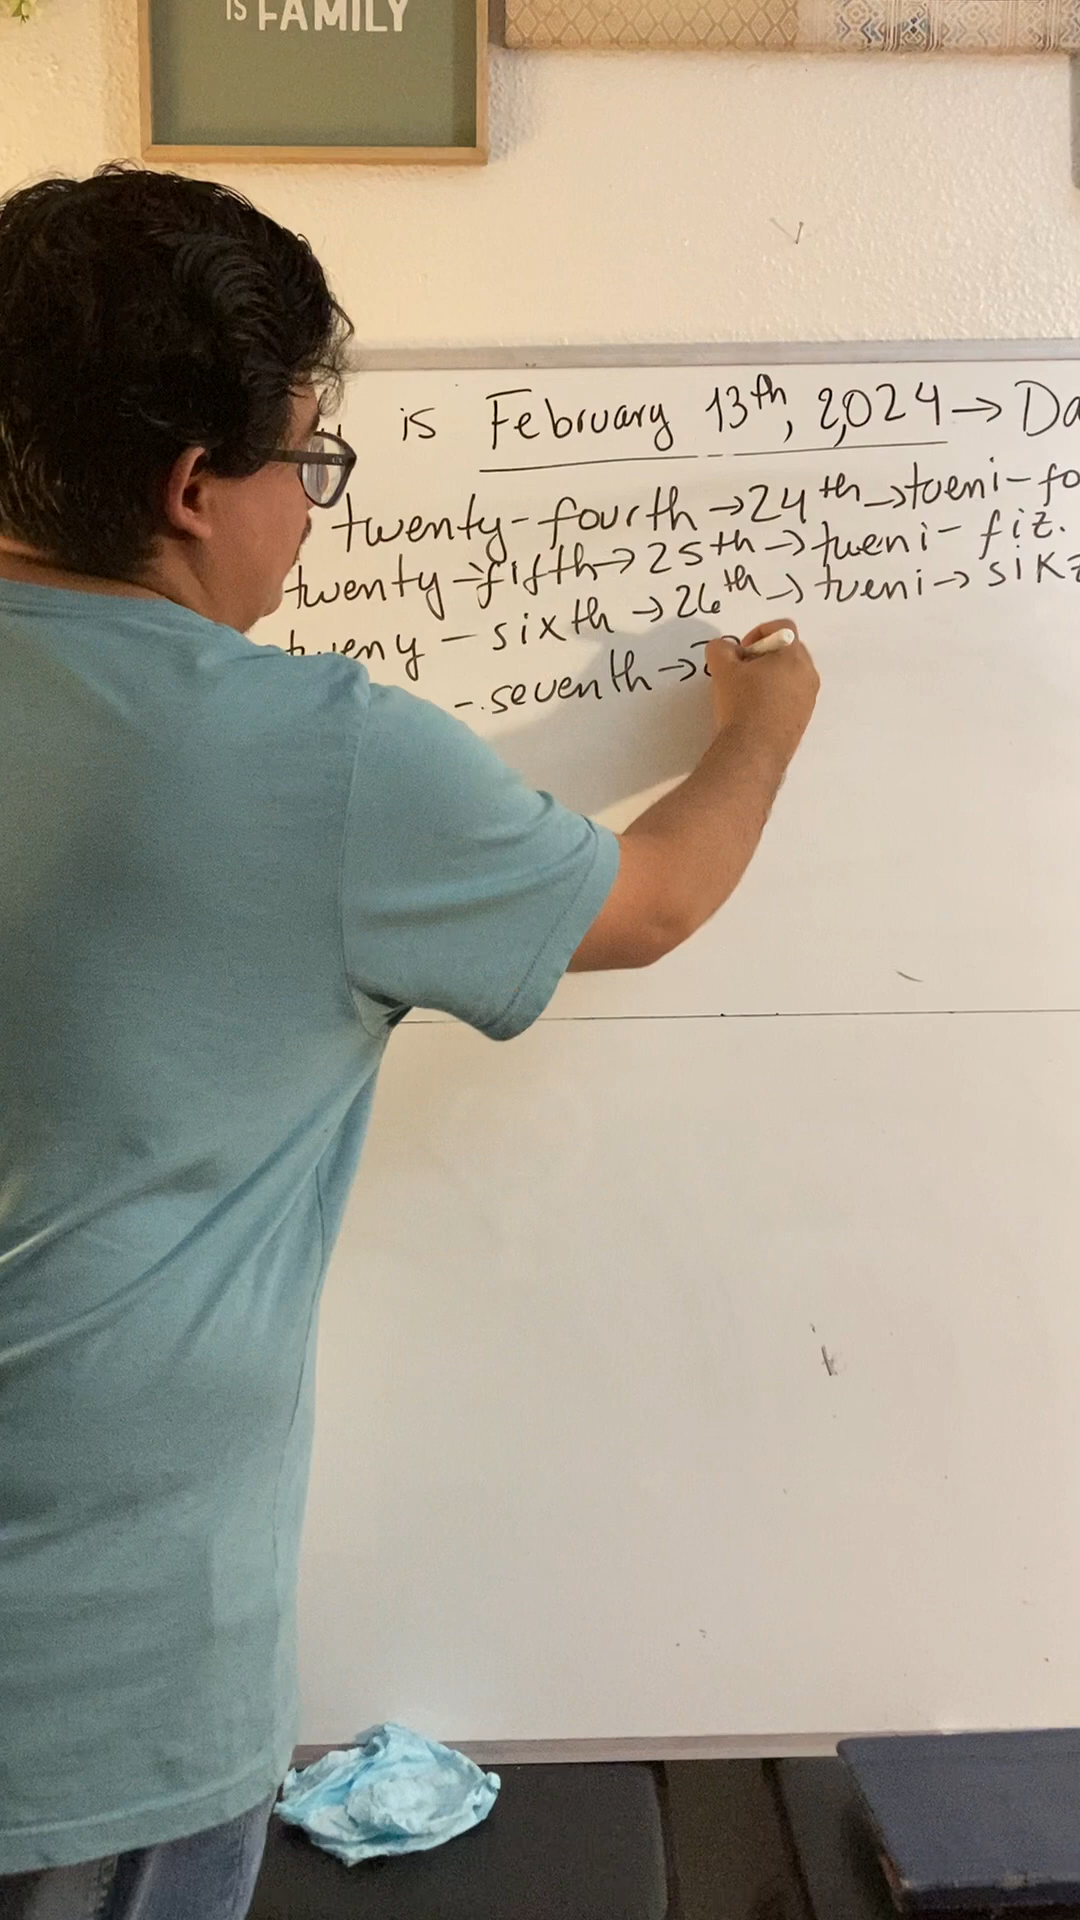 IS FAMILY
is February 13th, 2,024 → Da
twenty-fourth → 24th → tueni-fo
twenty-fifth → 25th → tueni-fiz.
tweny - sixth → 26th → tueni → sikz
- seventh → 2